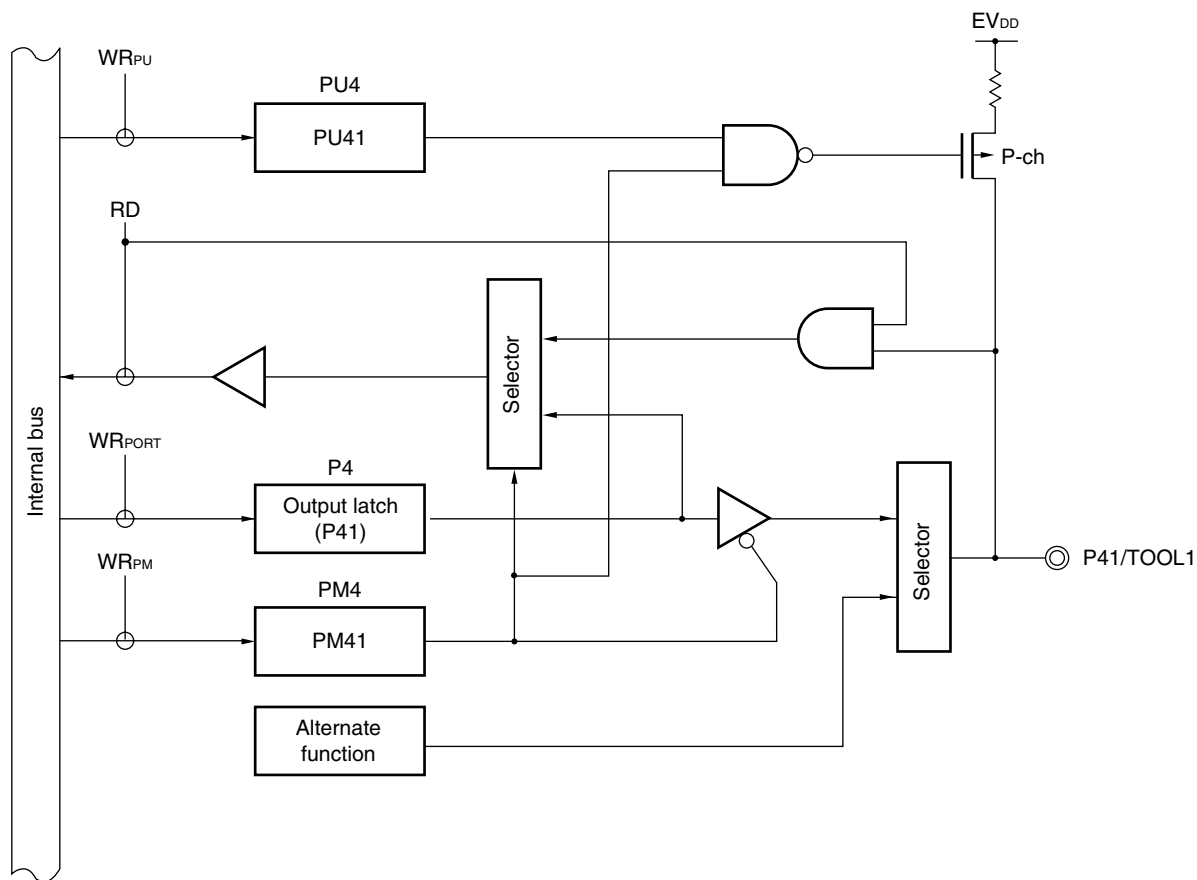 EVDD
WRPU
PU4
PU41
P-ch
RD
Selector
Internal bus
WRPORT
P4
Output latch
(P41)
Selector
P41/TOOL1
WRPM
PM4
PM41
Alternate
function